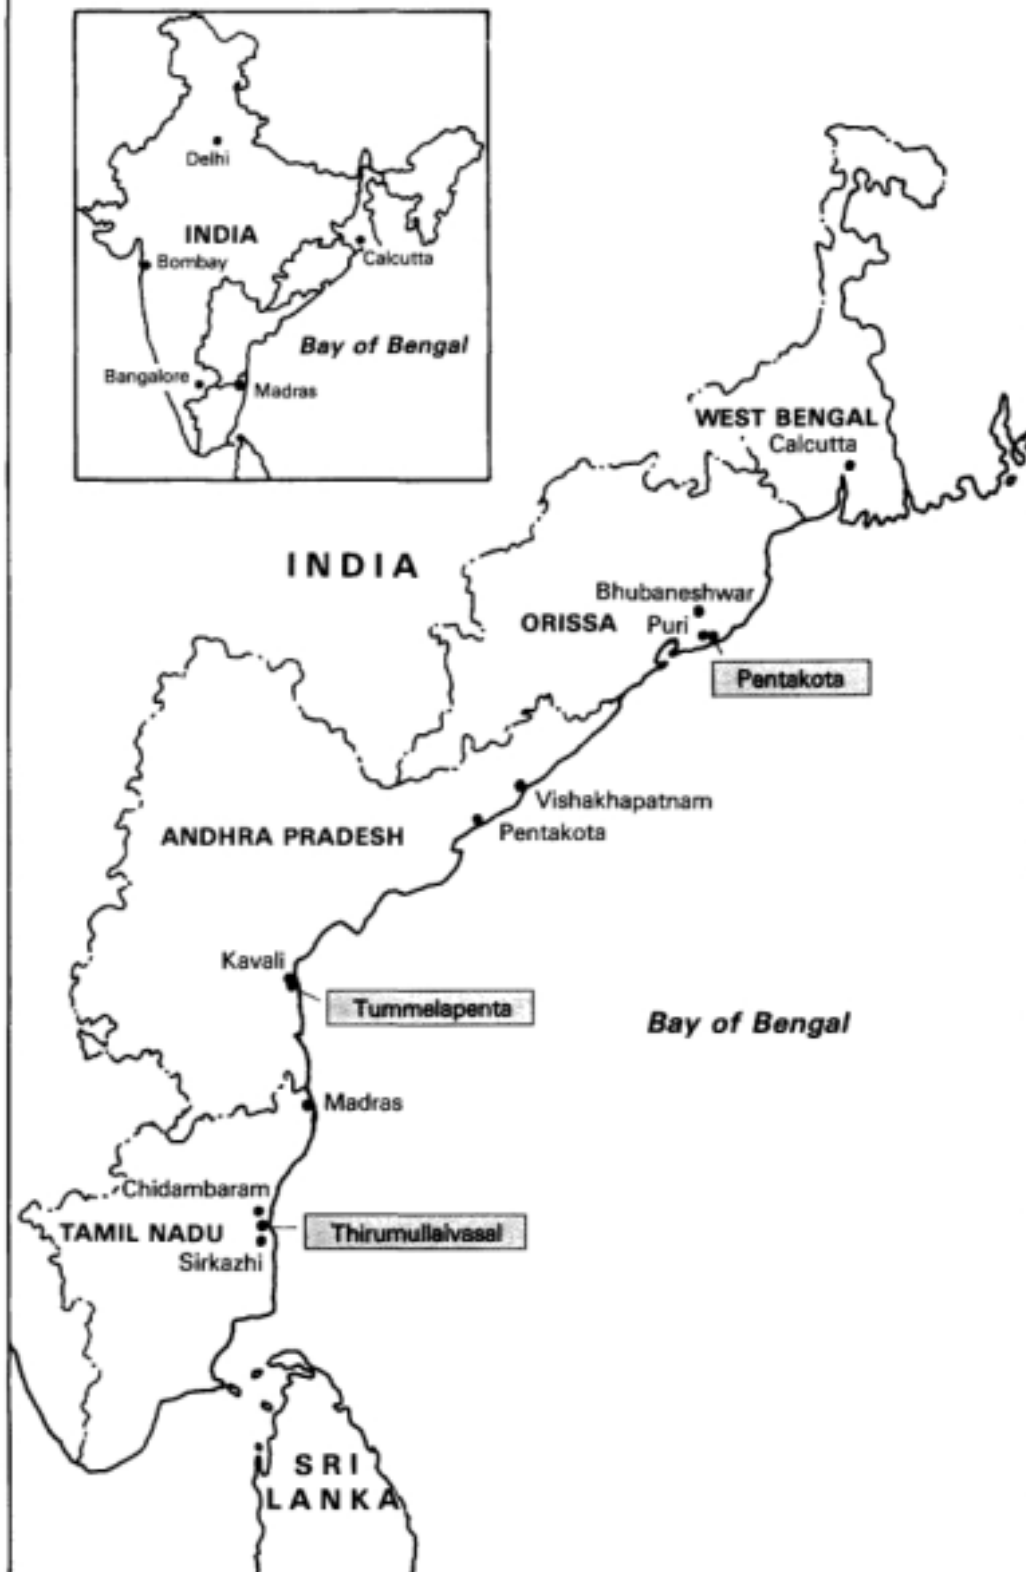 Delhi
INDIA
Bombay
Calcutta
Bay of Bengal
Bangalore
Madras
WEST BENGAL
Calcutta
INDIA
Bhubaneshwar
ORISSA
Puri
Pentakota
Vishakhapatnam
Pentakota
ANDHRA PRADESH
Kavali
Tummelapenta
Bay of Bengal
Madras
Chidambaram
TAMIL NADU
Thirumullaivasal
Sirkazhi
SRI
LANKA